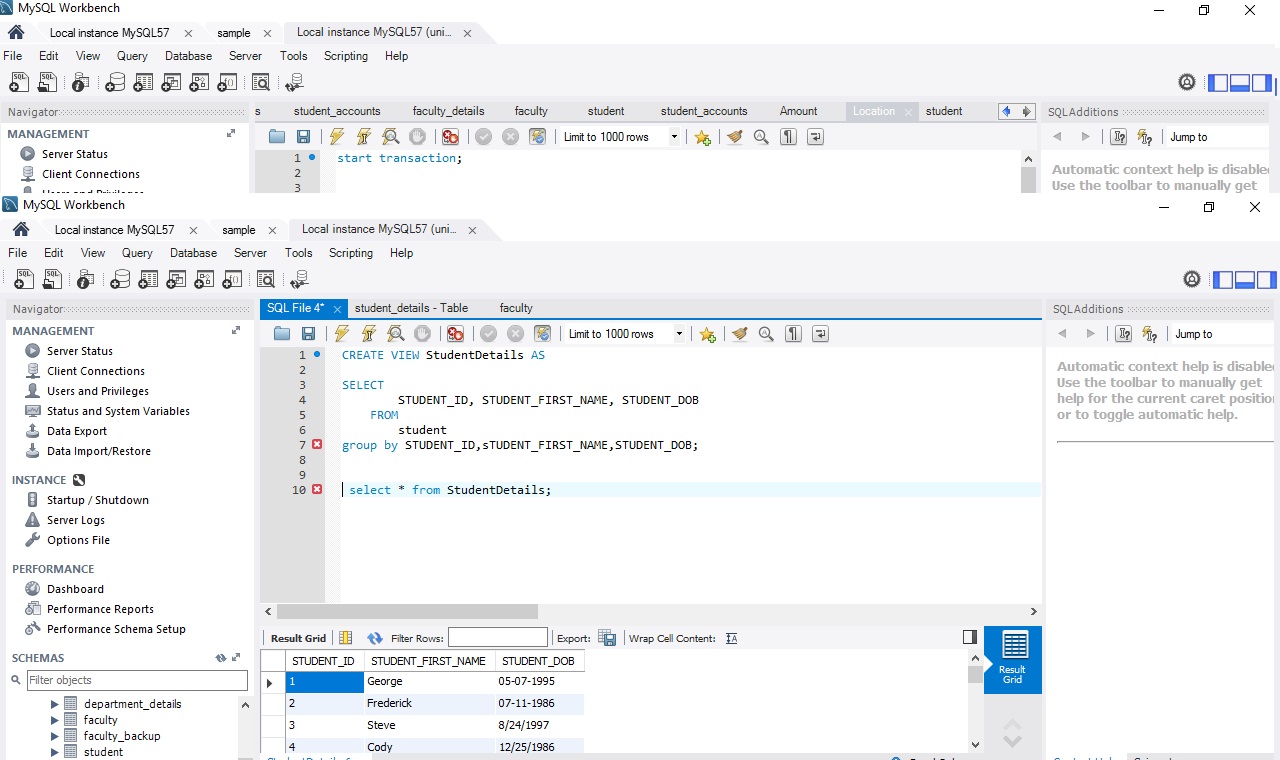 MySQL Workbench
Local instance MySQL57 × sample × Local instance MySQL57 (uni... ×
File Edit View Query Database Server Tools Scripting Help
Navigator
s student_accounts faculty_details faculty student student_accounts Amount Location × student
SQLAdditions
MANAGEMENT
Limit to 1000 rows
Jump to
Server Status
1 start transaction;
Client Connections
2
3
Automatic context help is disable
Use the toolbar to manually get
Users and Privileges
MySQL Workbench
Local instance MySQL57 × sample × Local instance MySQL57 (uni... ×
File Edit View Query Database Server Tools Scripting Help
Navigator
MANAGEMENT
Server Status
Client Connections
Users and Privileges
Status and System Variables
Data Export
Data Import/Restore
INSTANCE
Startup / Shutdown
Server Logs
Options File
PERFORMANCE
Dashboard
Performance Reports
Performance Schema Setup
SCHEMAS
Filter objects
department_details
faculty
faculty_backup
student
SQL File 4* × student_details - Table faculty
Limit to 1000 rows
1 CREATE VIEW StudentDetails AS
2
3 SELECT
4 STUDENT_ID, STUDENT_FIRST_NAME, STUDENT_DOB
5 FROM
6 student
7 group by STUDENT_ID,sTUDENT_FIRST_NAME,STUDENT_DOB;
8
9
10 select * from StudentDetails;
Result Grid Filter Rows: Export: Wrap Cell Content: IA
STUDENT_ID STUDENT_FIRST_NAME STUDENT_DOB
1 George 05-07-1995
2 Frederick 07-11-1986
3 Steve 8/24/1997
4 Cody 12/25/1986
Result
Grid
SQLAdditions
Jump to
Automatic context help is disable
Use the toolbar to manually get
help for the current caret position
or to toggle automatic help.